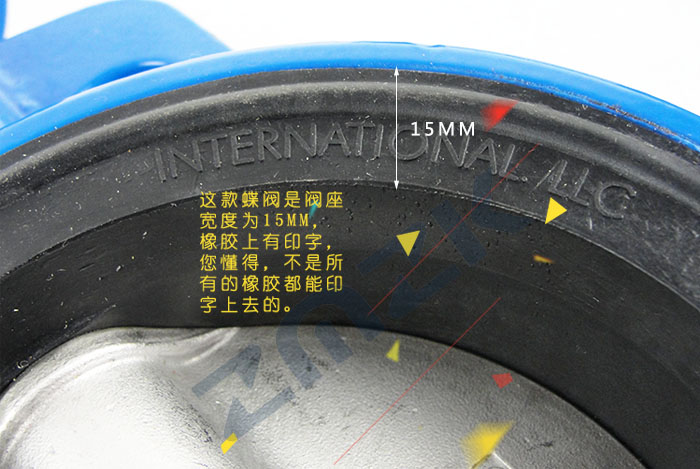 15MM
INTERNATIONAL, LLC
这款蝶阀是阀座
宽度为15MM,
橡胶上有印字,
您懂得,不是所
有的橡胶都能印
字上去的。
ZMZK